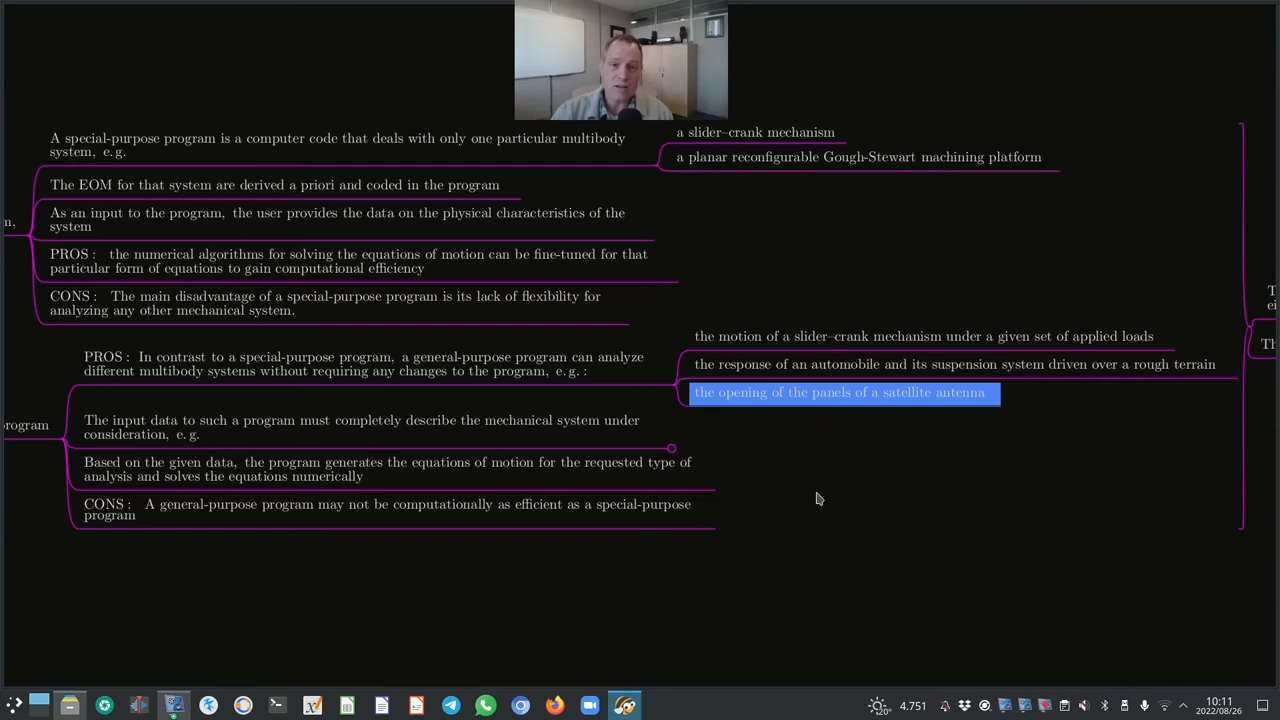 A special-purpose program is a computer code that deals with only one particular multibody
system, e.g.
a slider–crank mechanism
a planar reconfigurable Gough-Stewart machining platform
The EOM for that system are derived a priori and coded in the program
m,
As an input to the program, the user provides the data on the physical characteristics of the
system
PROS: the numerical algorithms for solving the equations of motion can be fine-tuned for that
particular form of equations to gain computational efficiency
CONS: The main disadvantage of a special-purpose program is its lack of flexibility for
analyzing any other mechanical system.
the motion of a slider–crank mechanism under a given set of applied loads
PROS: In contrast to a special-purpose program, a general-purpose program can analyze
different multibody systems without requiring any changes to the program, e.g.:
the response of an automobile and its suspension system driven over a rough terrain
the opening of the panels of a satellite antenna
program
The input data to such a program must completely describe the mechanical system under
consideration, e.g.
Based on the given data, the program generates the equations of motion for the requested type of
analysis and solves the equations numerically
CONS: A general-purpose program may not be computationally as efficient as a special-purpose
program
Th
120°
4.751
10:11
2022/08/26